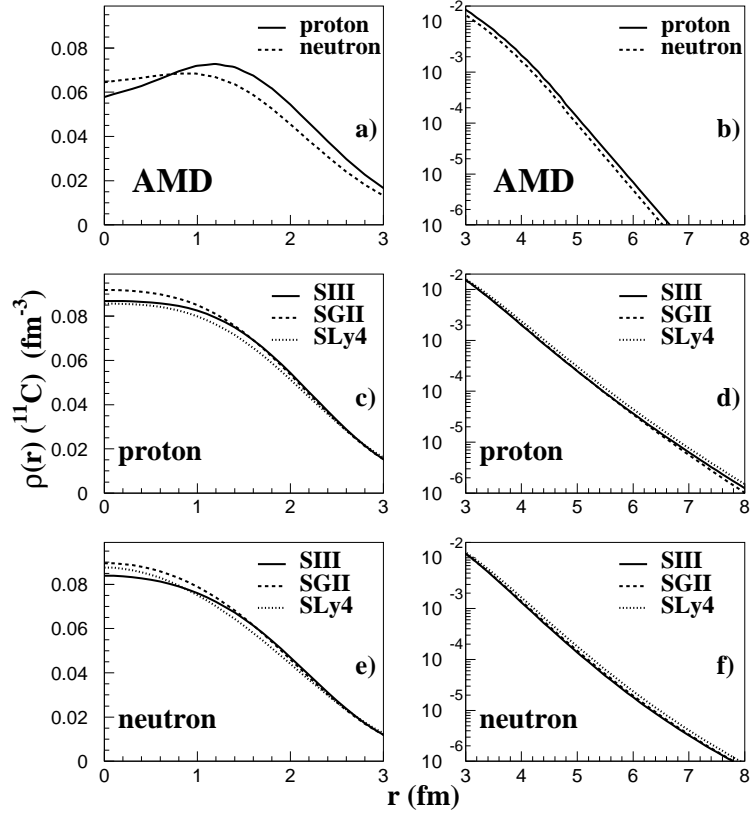 proton
neutron
0.08
0.06
0.04
0.02
0
0 1 2 3
a)
AMD
proton
neutron
10 -2
10 -3
10 -4
10 -5
10 -6
3 4 5 6 7 8
b)
AMD
SIII
SGII
SLy4
0.08
0.06
0.04
0.02
0
0 1 2 3
c)
proton
SIII
SGII
SLy4
10 -2
10 -3
10 -4
10 -5
10 -6
3 4 5 6 7 8
d)
proton
ρ(r) (¹¹C) (fm⁻³)
SIII
SGII
SLy4
0.08
0.06
0.04
0.02
0
0 1 2 3
e)
neutron
SIII
SGII
SLy4
10 -2
10 -3
10 -4
10 -5
10 -6
3 4 5 6 7 8
f)
neutron
r (fm)